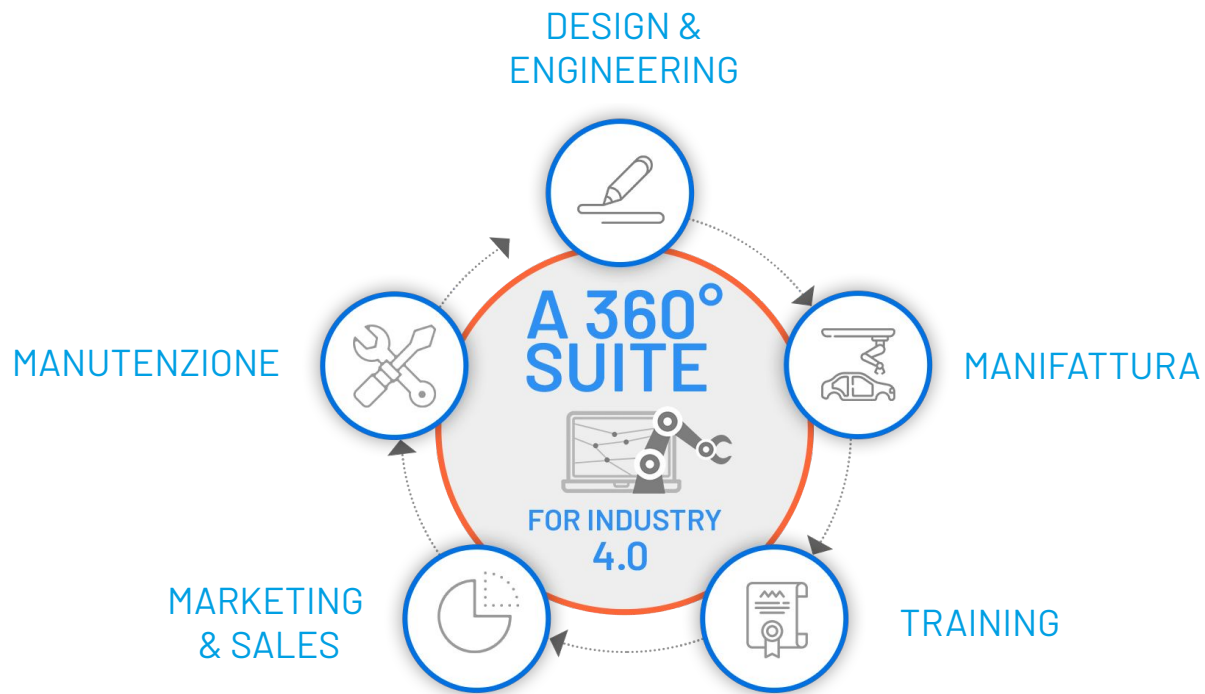 DESIGN &
ENGINEERING
A 360°
SUITE
MANUTENZIONE
MANIFATTURA
FOR INDUSTRY
4.0
MARKETING
& SALES
TRAINING